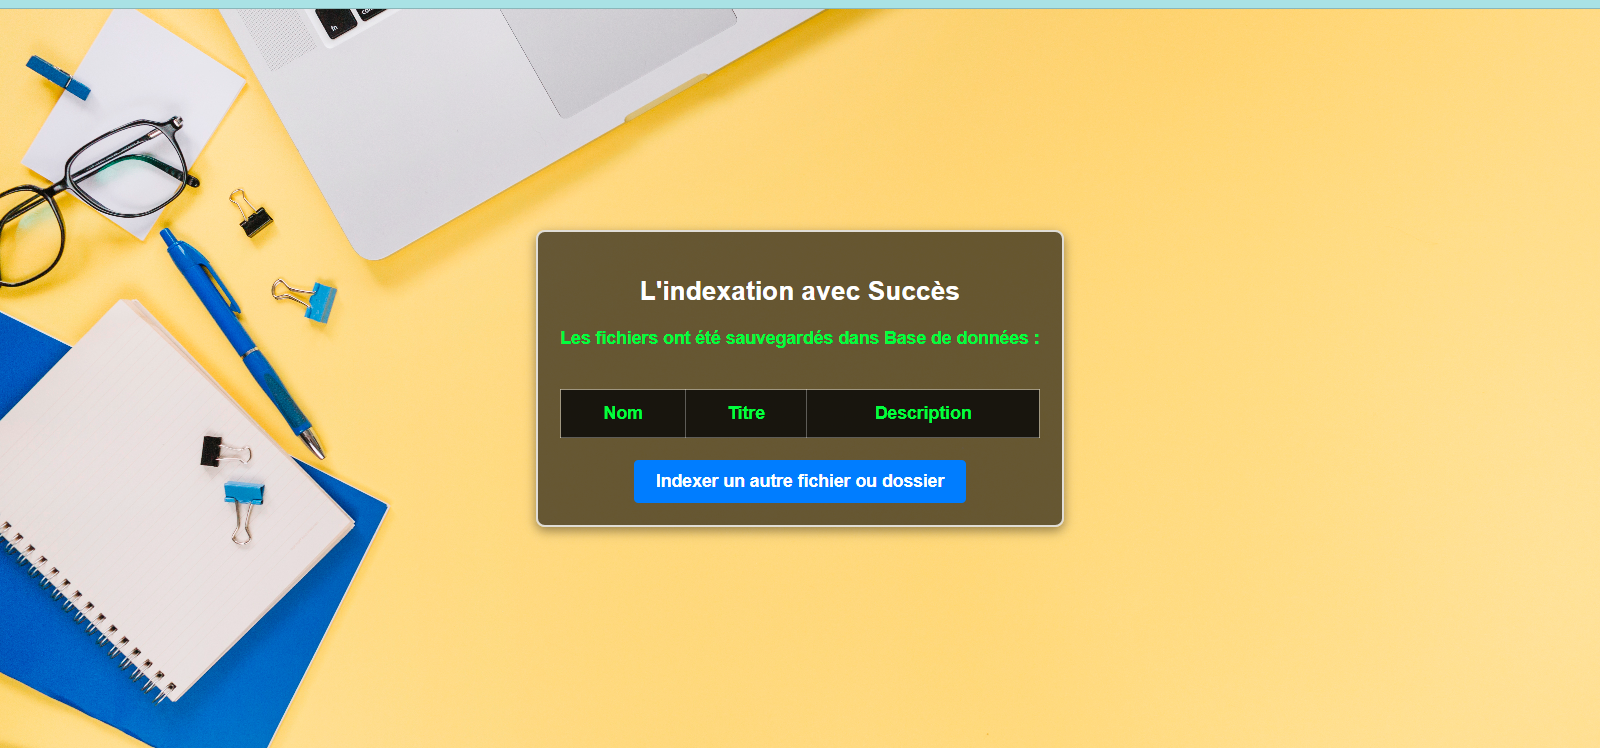 fn
L'indexation avec Succès
Les fichiers ont été sauvegardés dans Base de données :
Nom Titre Description
Indexer un autre fichier ou dossier